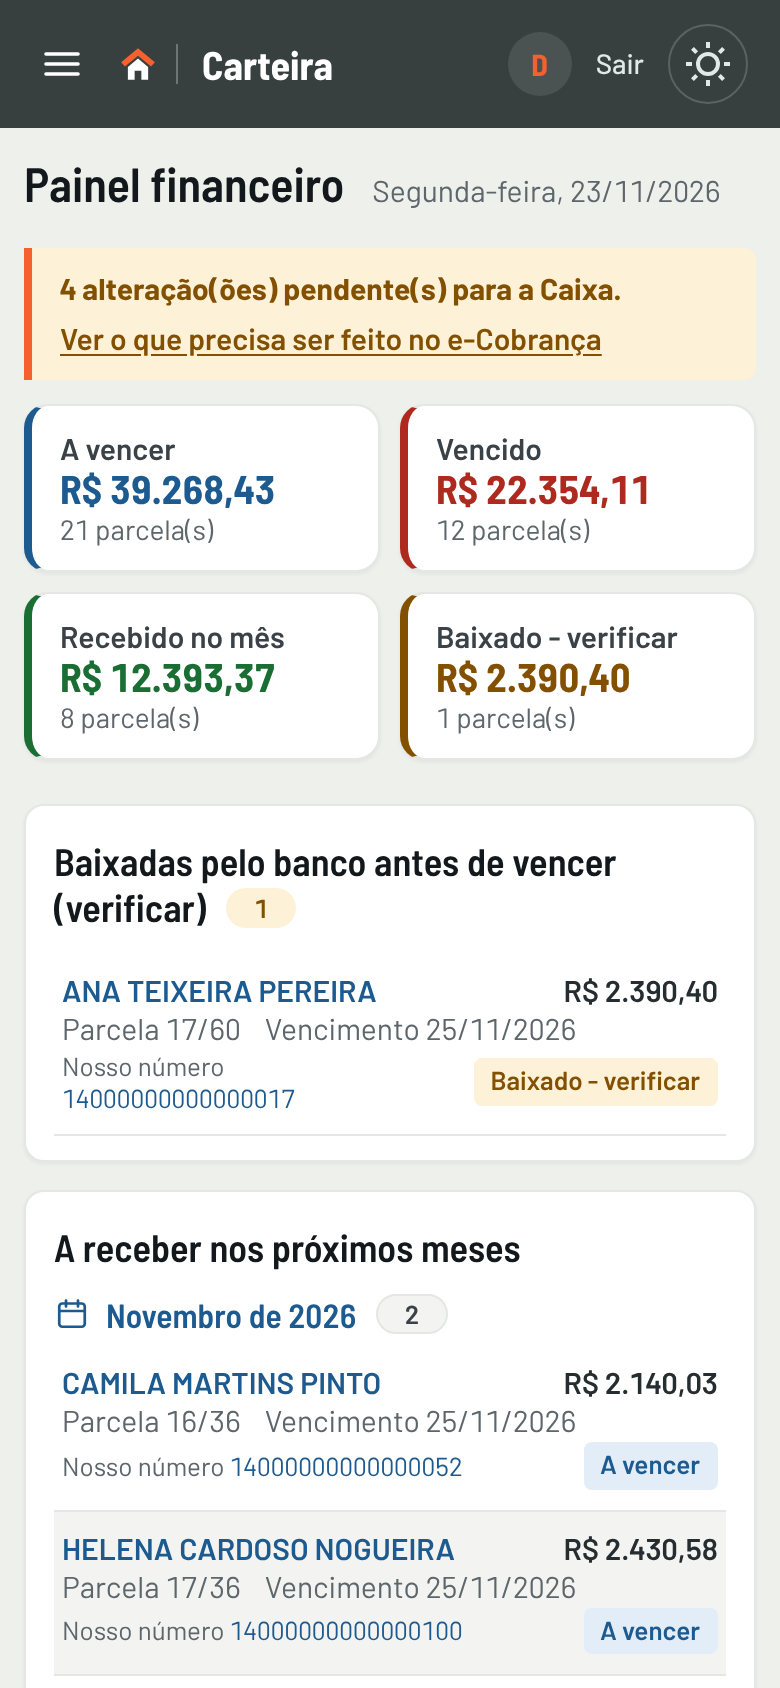 Carteira
D
Sair
Painel financeiro
Segunda-feira, 23/11/2026
4 alteração(ões) pendente(s) para a Caixa.
Ver o que precisa ser feito no e-Cobrança
A vencer
R$ 39.268,43
21 parcela(s)
Vencido
R$ 22.354,11
12 parcela(s)
Recebido no mês
R$ 12.393,37
8 parcela(s)
Baixado - verificar
R$ 2.390,40
1 parcela(s)
Baixadas pelo banco antes de vencer
(verificar) 1
ANA TEIXEIRA PEREIRA R$ 2.390,40
Parcela 17/60 Vencimento 25/11/2026
Nosso número
14000000000000017
Baixado - verificar
A receber nos próximos meses
Novembro de 2026 2
CAMILA MARTINS PINTO R$ 2.140,03
Parcela 16/36 Vencimento 25/11/2026
Nosso número 14000000000000052 A vencer
HELENA CARDOSO NOGUEIRA R$ 2.430,58
Parcela 17/36 Vencimento 25/11/2026
Nosso número 14000000000000100 A vencer